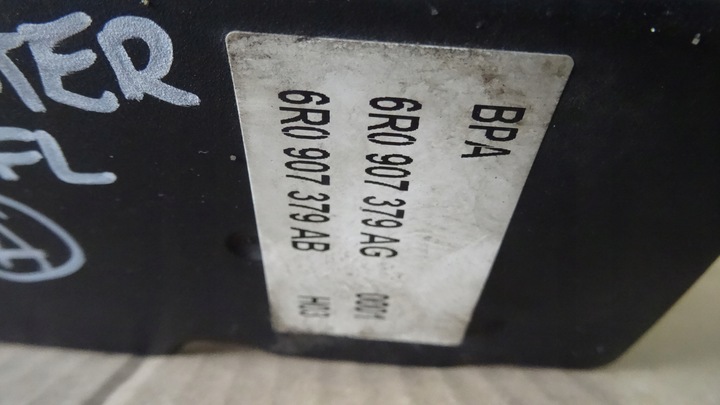 TER
FL
A
BPA
6R0 907 379 AG 0001
6R0 907 379 AB H03